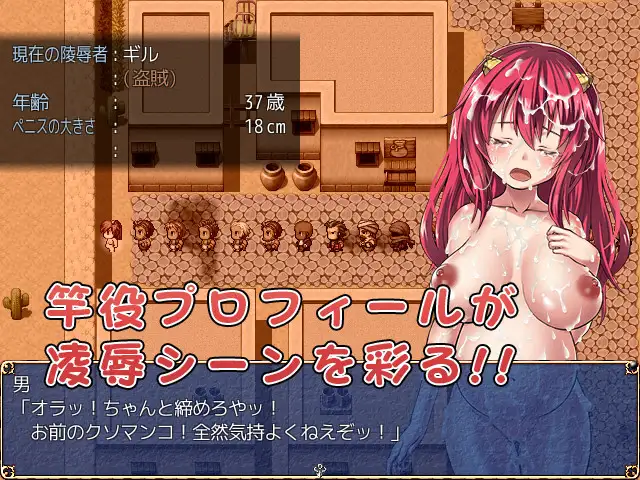 現在の陵辱者：ギル
：（盗賊）
年齢：37歳
ペニスの大きさ：18cm
：
竿役プロフィールが
凌辱シーンを彩る!!
男
「オラッ！ちゃんと締めろやッ！
お前のクソマンコ！全然気持よくねえぞッ！」